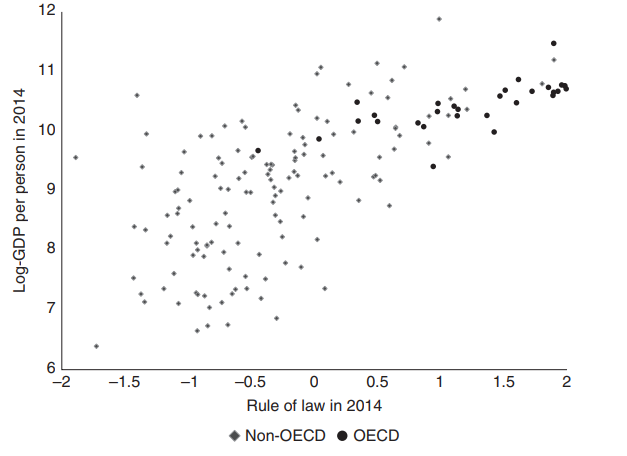 12
11
10
9
8
7
6
Log-GDP per person in 2014
–2 –1.5 –1 –0.5 0 0.5 1 1.5 2
Rule of law in 2014
Non-OECD OECD